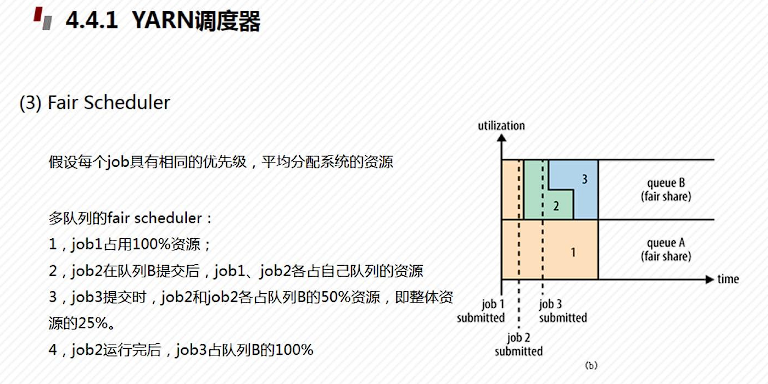 4.4.1 YARN调度器
(3) Fair Scheduler
假设每个job具有相同的优先级，平均分配系统的资源
多队列的fair scheduler：
1，job1占用100%资源；
2，job2在队列B提交后，job1、job2各占自己队列的资源
3，job3提交时，job2和job2各占队列B的50%资源，即整体资
源的25%。
4，job2运行完后，job3占队列B的100%
utilization
3
2
1
queue B
(fair share)
queue A
(fair share)
time
job 1
submitted
job 2
submitted
job 3
submitted
(b)